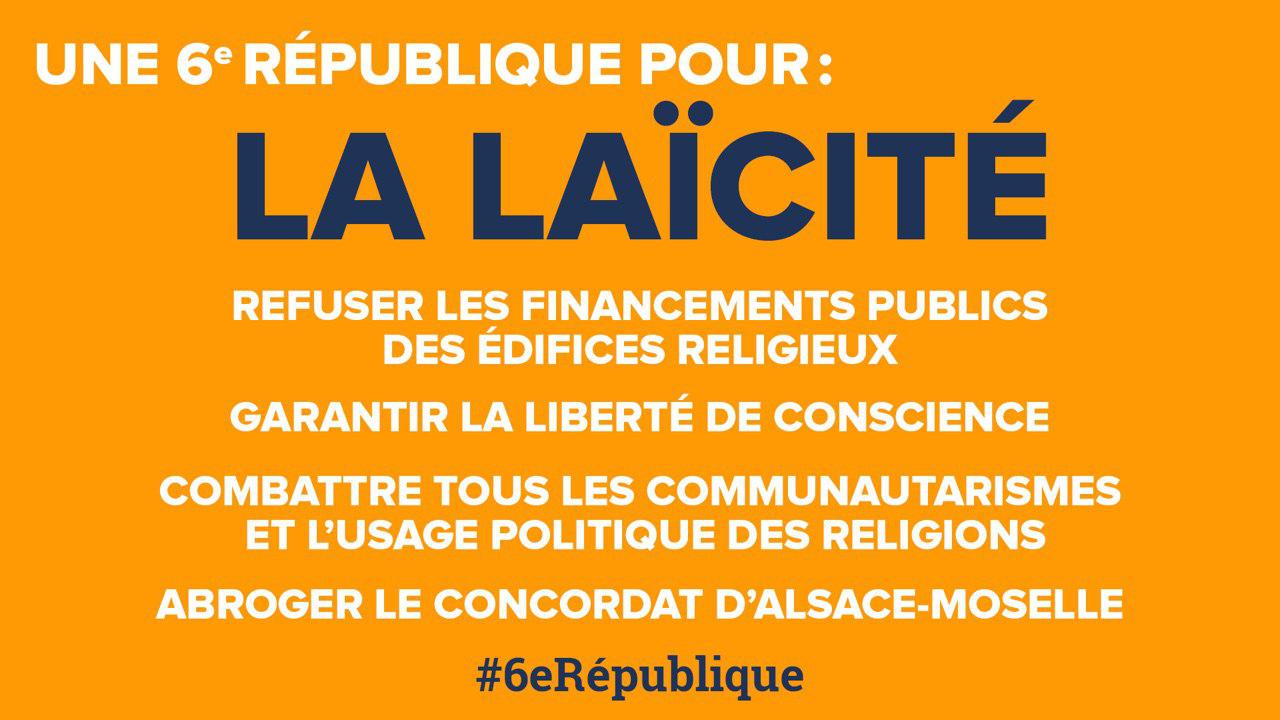 UNE 6e RÉPUBLIQUE POUR :
LA LAÏCITÉ
REFUSER LES FINANCEMENTS PUBLICS
DES ÉDIFICES RELIGIEUX
GARANTIR LA LIBERTÉ DE CONSCIENCE
COMBATTRE TOUS LES COMMUNAUTARISMES
ET L'USAGE POLITIQUE DES RELIGIONS
ABROGER LE CONCORDAT D'ALSACE-MOSELLE
#6eRépublique